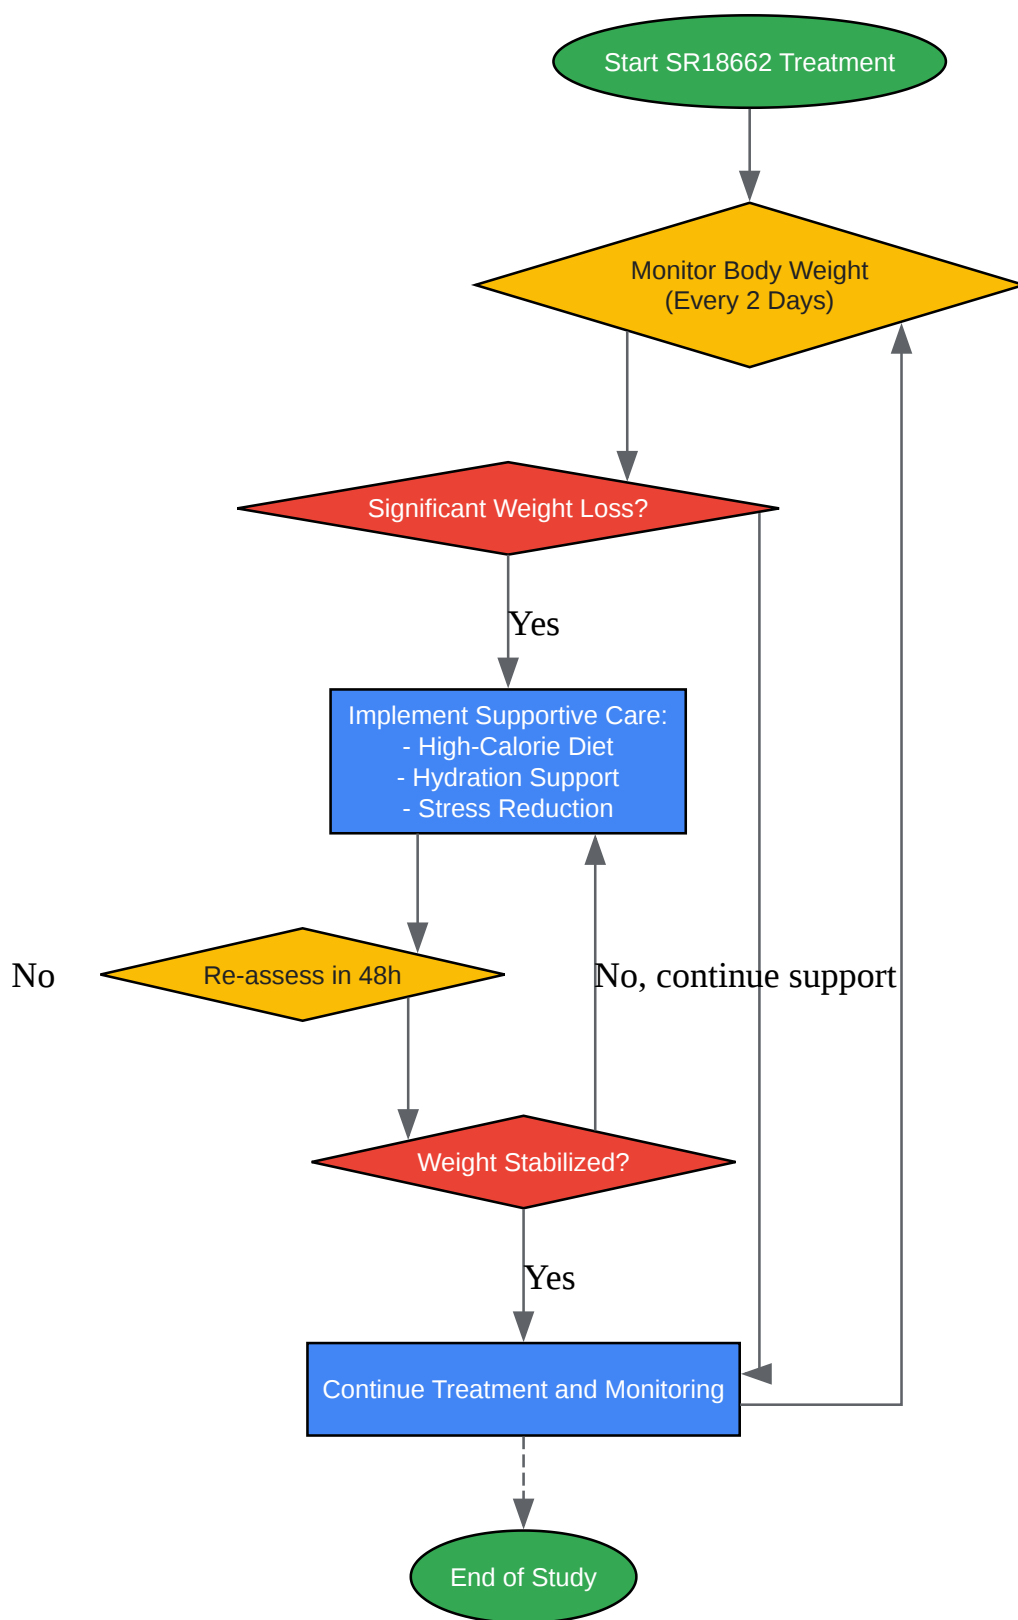 Start SR18662 Treatment
Monitor Body Weight
(Every 2 Days)
Significant Weight Loss?
Yes
Implement Supportive Care:
- High-Calorie Diet
- Hydration Support
- Stress Reduction
No
Re-assess in 48h
No, continue support
Weight Stabilized?
Yes
Continue Treatment and Monitoring
End of Study